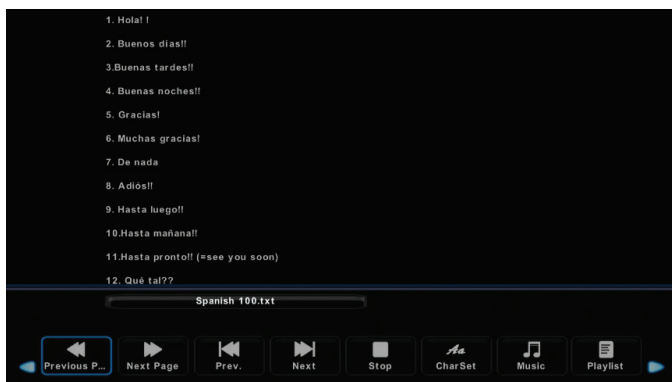 1. Hola! !
2. Buenos días!!
3.Buenas tardes!!
4. Buenas noches!!
5. Gracias!
6. Muchas gracias!
7. De nada
8. Adiós!!
9. Hasta luego!!
10.Hasta mañana!!
11.Hasta pronto!! (=see you soon)
12. Qué tal??
Spanish 100.txt
Previous P... Next Page Prev. Next Stop Aa CharSet Music Playlist